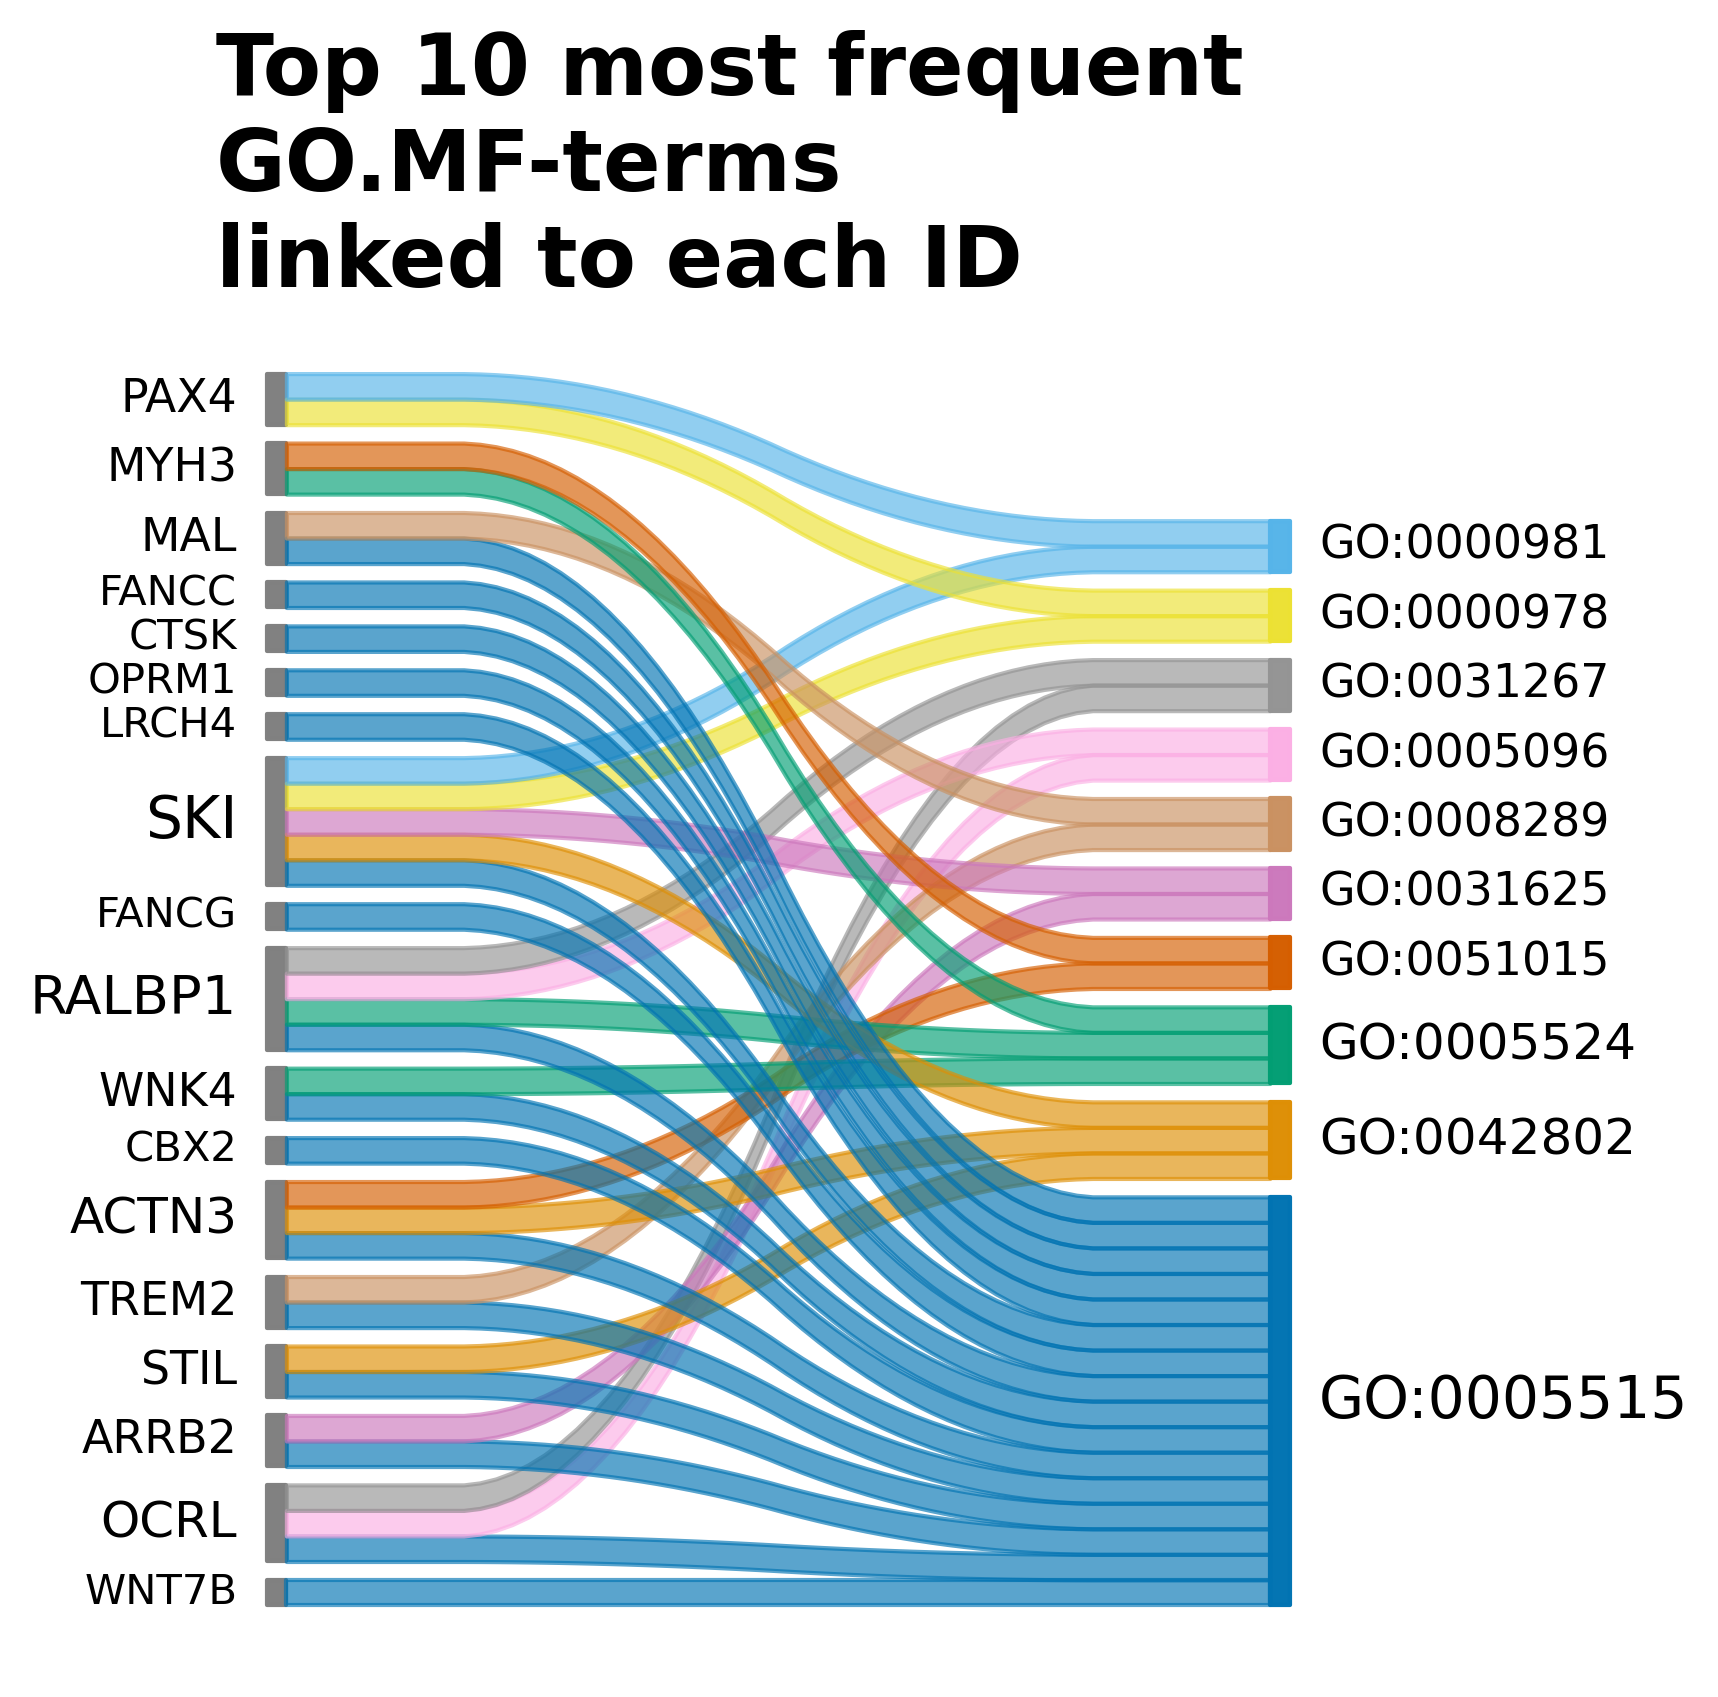 Top 10 most frequent
GO.MF-terms
linked to each ID
PAX4
MYH3
MAL
FANCC
CTSK
OPRM1
LRCH4
SKI
FANCG
RALBP1
WNK4
CBX2
ACTN3
TREM2
STIL
ARRB2
OCRL
WNT7B
GO:0000981
GO:0000978
GO:0031267
GO:0005096
GO:0008289
GO:0031625
GO:0051015
GO:0005524
GO:0042802
GO:0005515